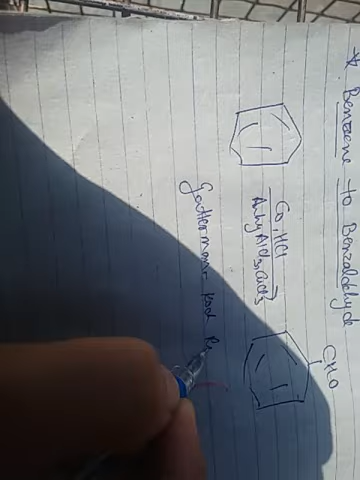 * Benzene to Benzaldehyde
CHO
CO, HCl
Anhy AlCl3, CuCl
Gattermann Koch R